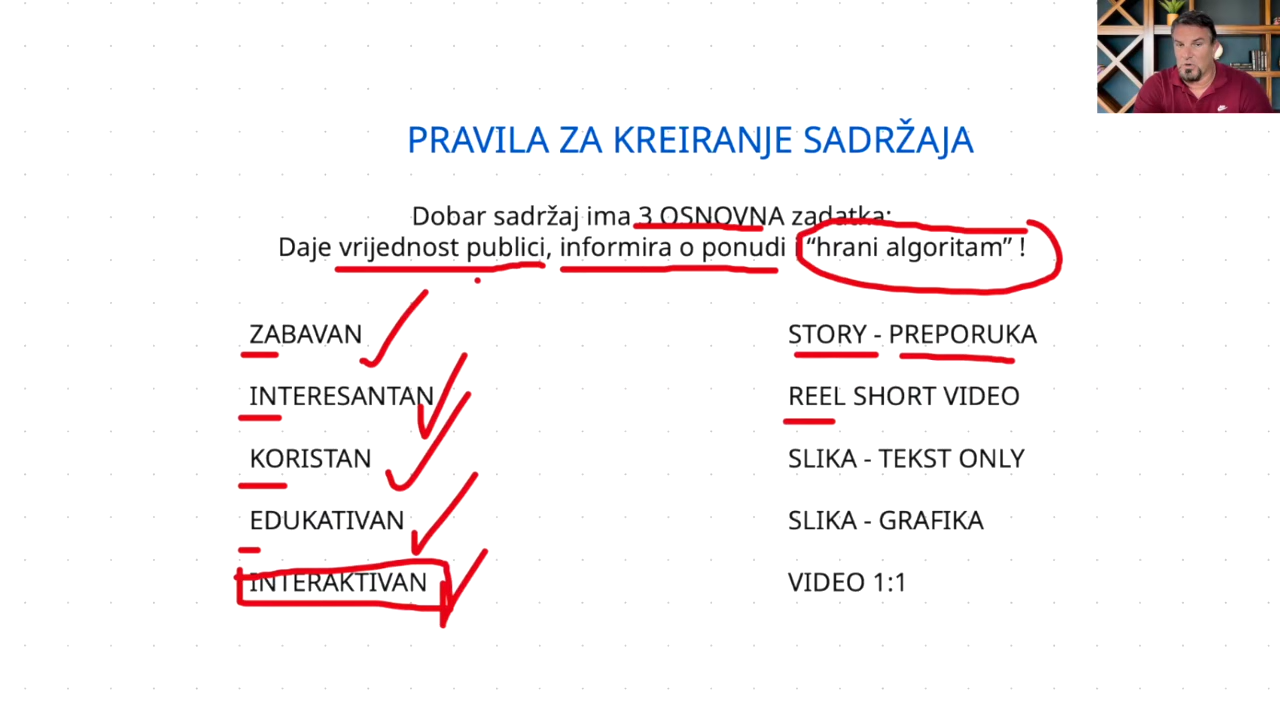 PRAVILA ZA KREIRANJE SADRŽAJA
Dobar sadržaj ima 3 OSNOVNA zadatka:
Daje vrijednost publici, informira o ponudi i “hrani algoritam” !
ZABAVAN
INTERESANTAN
KORISTAN
EDUKATIVAN
INTERAKTIVAN
STORY - PREPORUKA
REEL SHORT VIDEO
SLIKA - TEKST ONLY
SLIKA - GRAFIKA
VIDEO 1:1